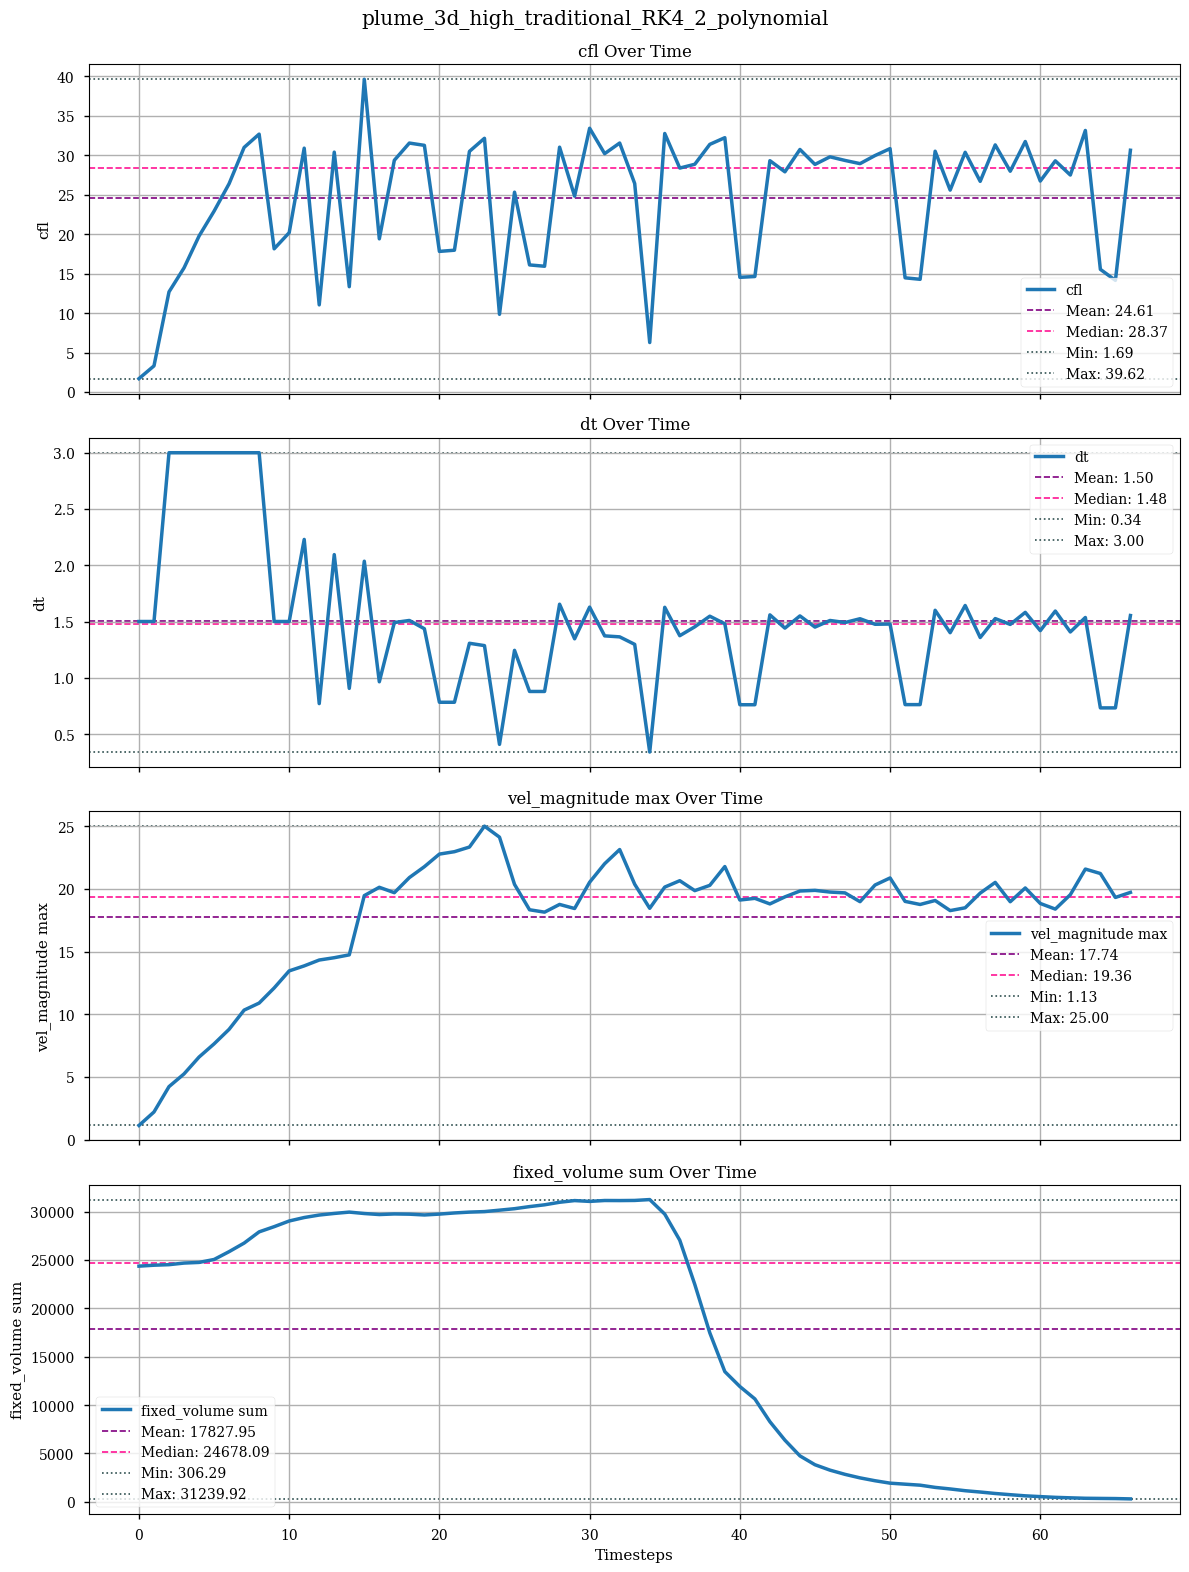 plume_3d_high_traditional_RK4_2_polynomial
cfl Over Time
40
35
30
25
20
15
10
5
0
cfl
cfl
Mean: 24.61
Median: 28.37
Min: 1.69
Max: 39.62
dt Over Time
3.0
2.5
2.0
1.5
1.0
0.5
dt
dt
Mean: 1.50
Median: 1.48
Min: 0.34
Max: 3.00
vel_magnitude max Over Time
25
20
15
10
5
0
vel_magnitude max
vel_magnitude max
Mean: 17.74
Median: 19.36
Min: 1.13
Max: 25.00
fixed_volume sum Over Time
30000
25000
20000
15000
10000
5000
0
fixed_volume sum
fixed_volume sum
Mean: 17827.95
Median: 24678.09
Min: 306.29
Max: 31239.92
0 10 20 30 40 50 60
Timesteps